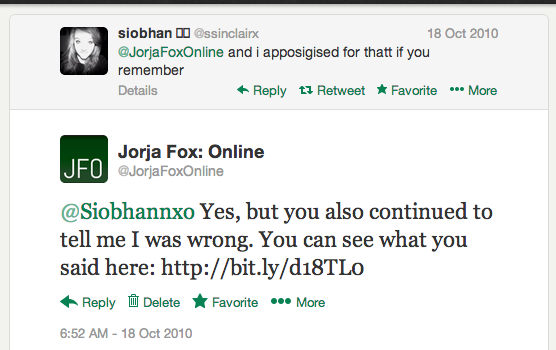 siobhan @ssinclairx 18 Oct 2010
@JorjaFoxOnline and i apposigised for thatt if you
remember
Details Reply Retweet Favorite More
JFO
Jorja Fox: Online
@JorjaFoxOnline
@Siobhannxo Yes, but you also continued to
tell me I was wrong. You can see what you
said here: http://bit.ly/d18TL0
Reply Delete Favorite More
6:52 AM - 18 Oct 2010